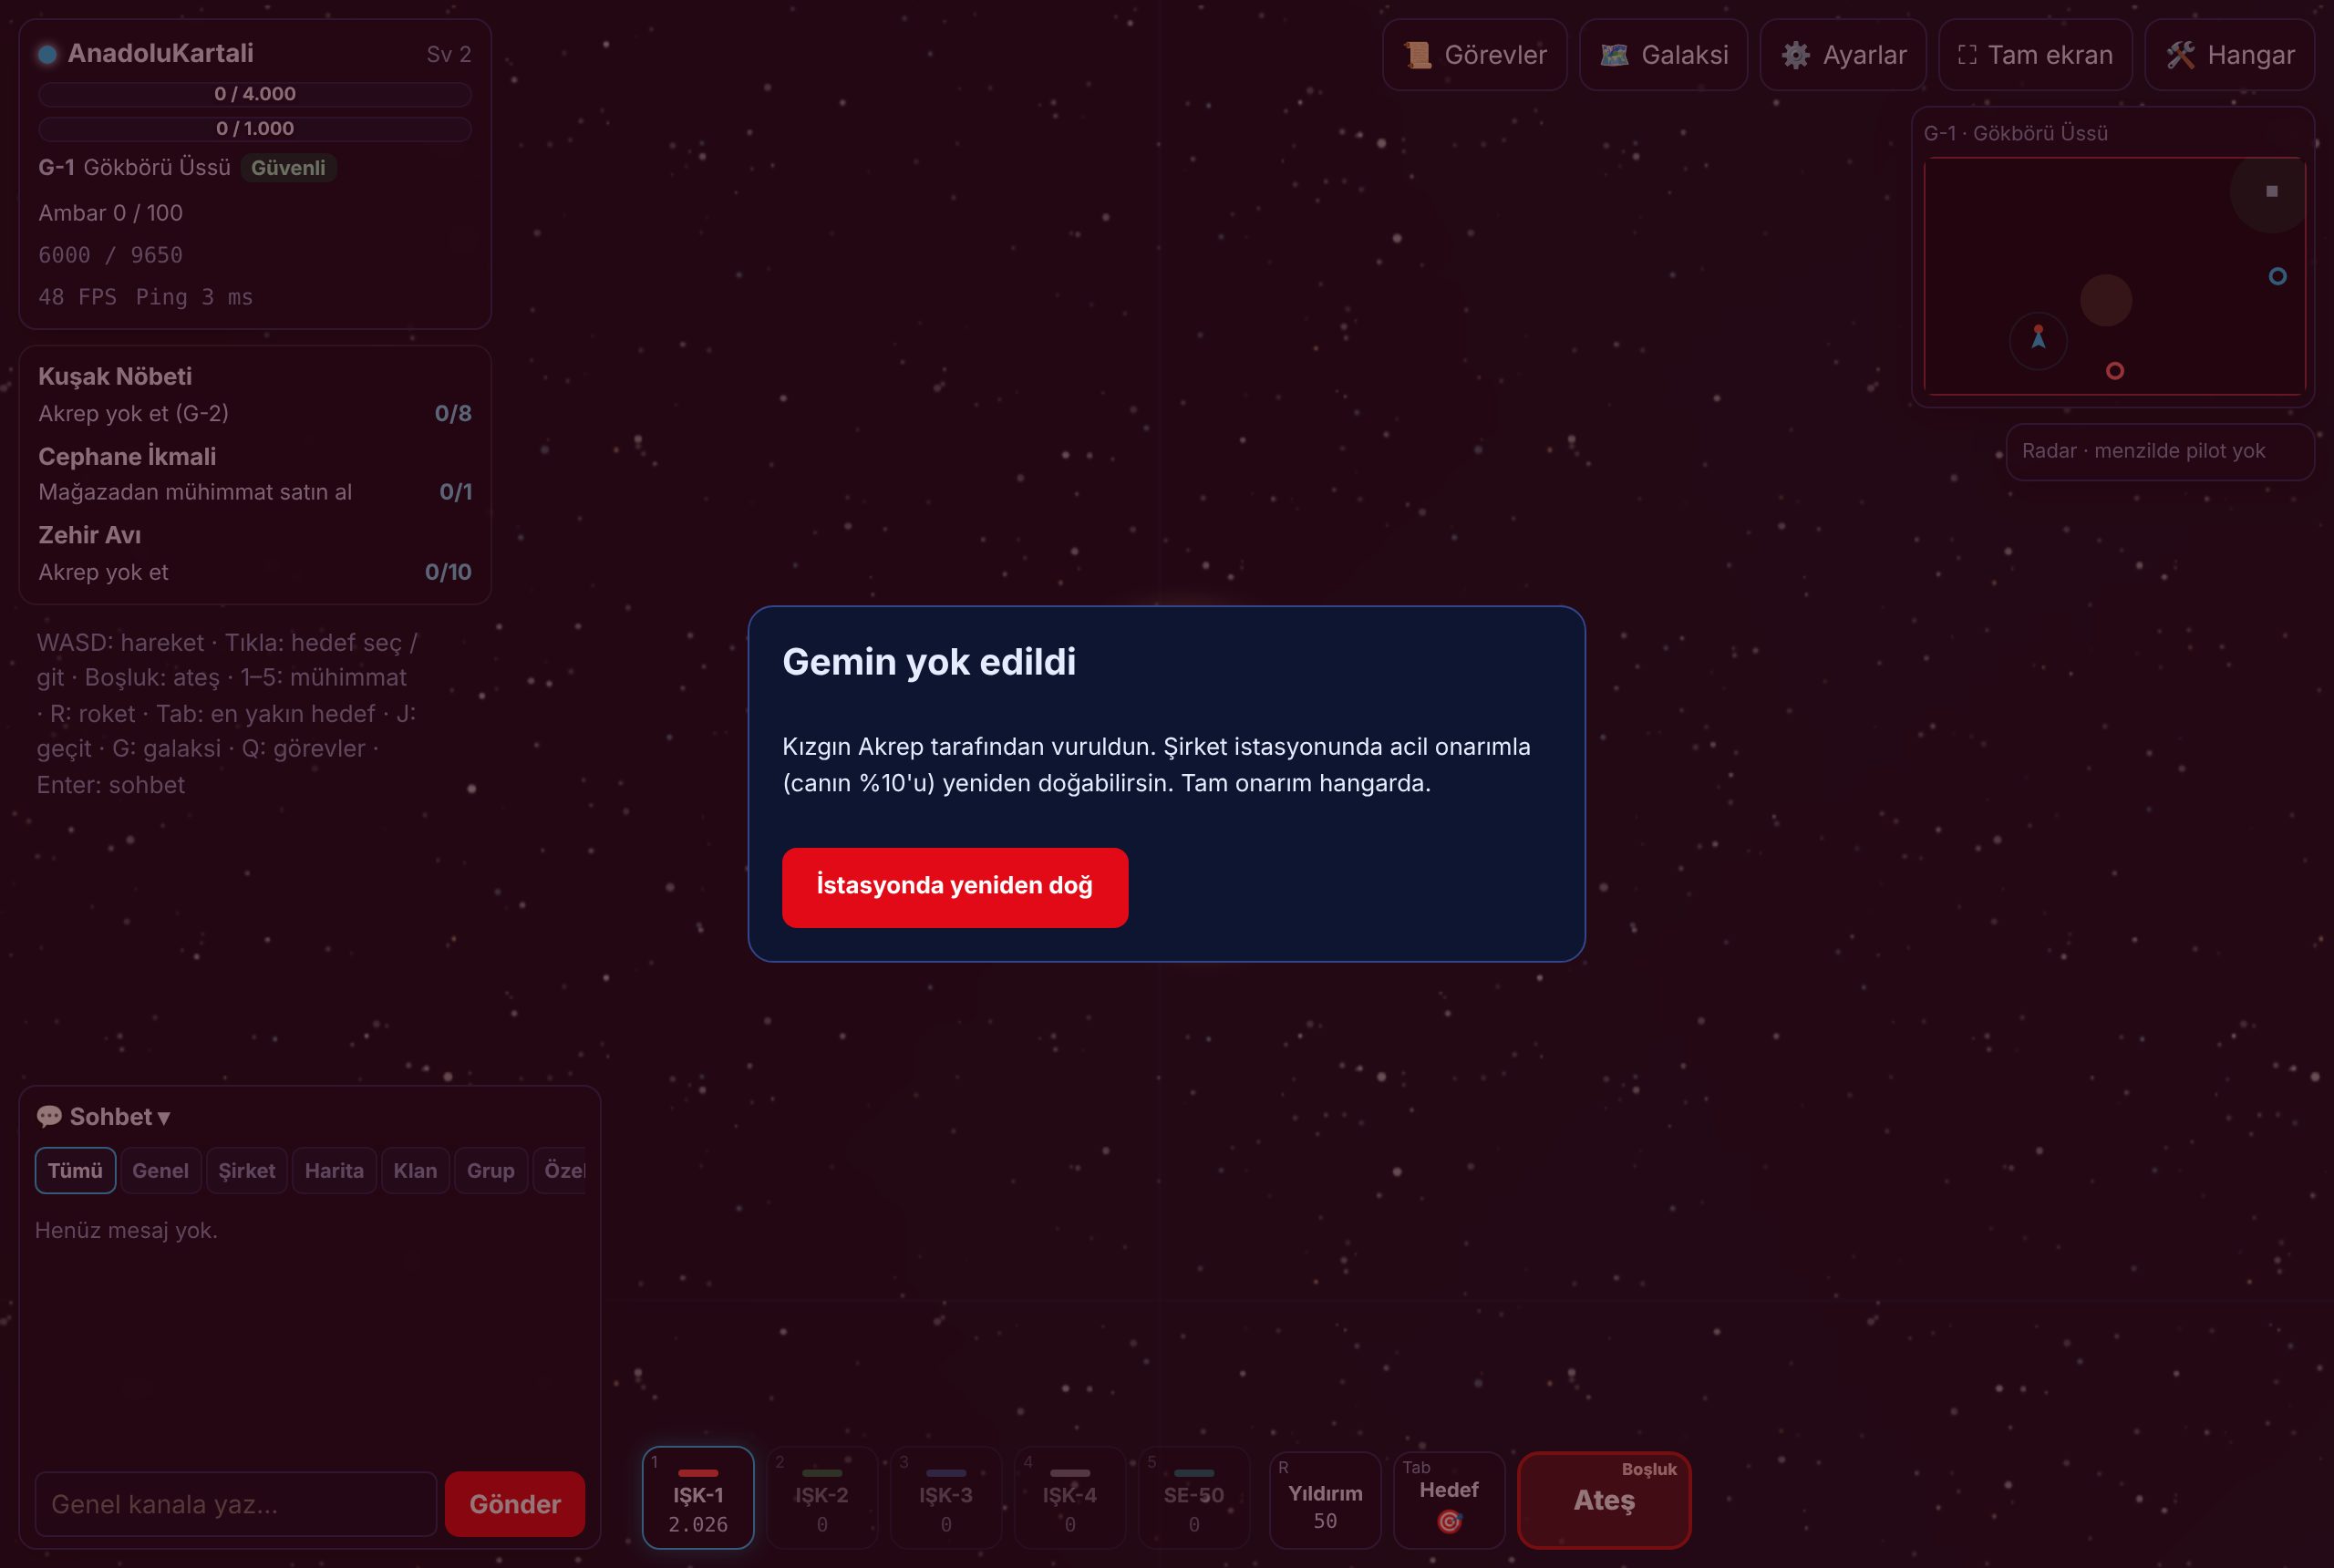 AnadoluKartali Sv 2
0 / 4.000
0 / 1.000
G-1 Gökbörü Üssü Güvenli
Ambar 0 / 100
6000 / 9650
48 FPS Ping 3 ms
Kuşak Nöbeti
Akrep yok et (G-2) 0/8
Cephane İkmali
Mağazadan mühimmat satın al 0/1
Zehir Avı
Akrep yok et 0/10
WASD: hareket · Tıkla: hedef seç /
git · Boşluk: ateş · 1–5: mühimmat
· R: roket · Tab: en yakın hedef · J:
geçit · G: galaksi · Q: görevler ·
Enter: sohbet
Görevler Galaksi Ayarlar Tam ekran Hangar
G-1 · Gökbörü Üssü
Radar · menzilde pilot yok
Gemin yok edildi
Kızgın Akrep tarafından vuruldun. Şirket istasyonunda acil onarımla
(canın %10'u) yeniden doğabilirsin. Tam onarım hangarda.
İstasyonda yeniden doğ
Sohbet ▾
Tümü Genel Şirket Harita Klan Grup Özel
Henüz mesaj yok.
Genel kanala yaz... Gönder
1 IŞK-1 2.026
2 IŞK-2 0
3 IŞK-3 0
4 IŞK-4 0
5 SE-50 0
R Yıldırım 50
Tab Hedef
Boşluk Ateş